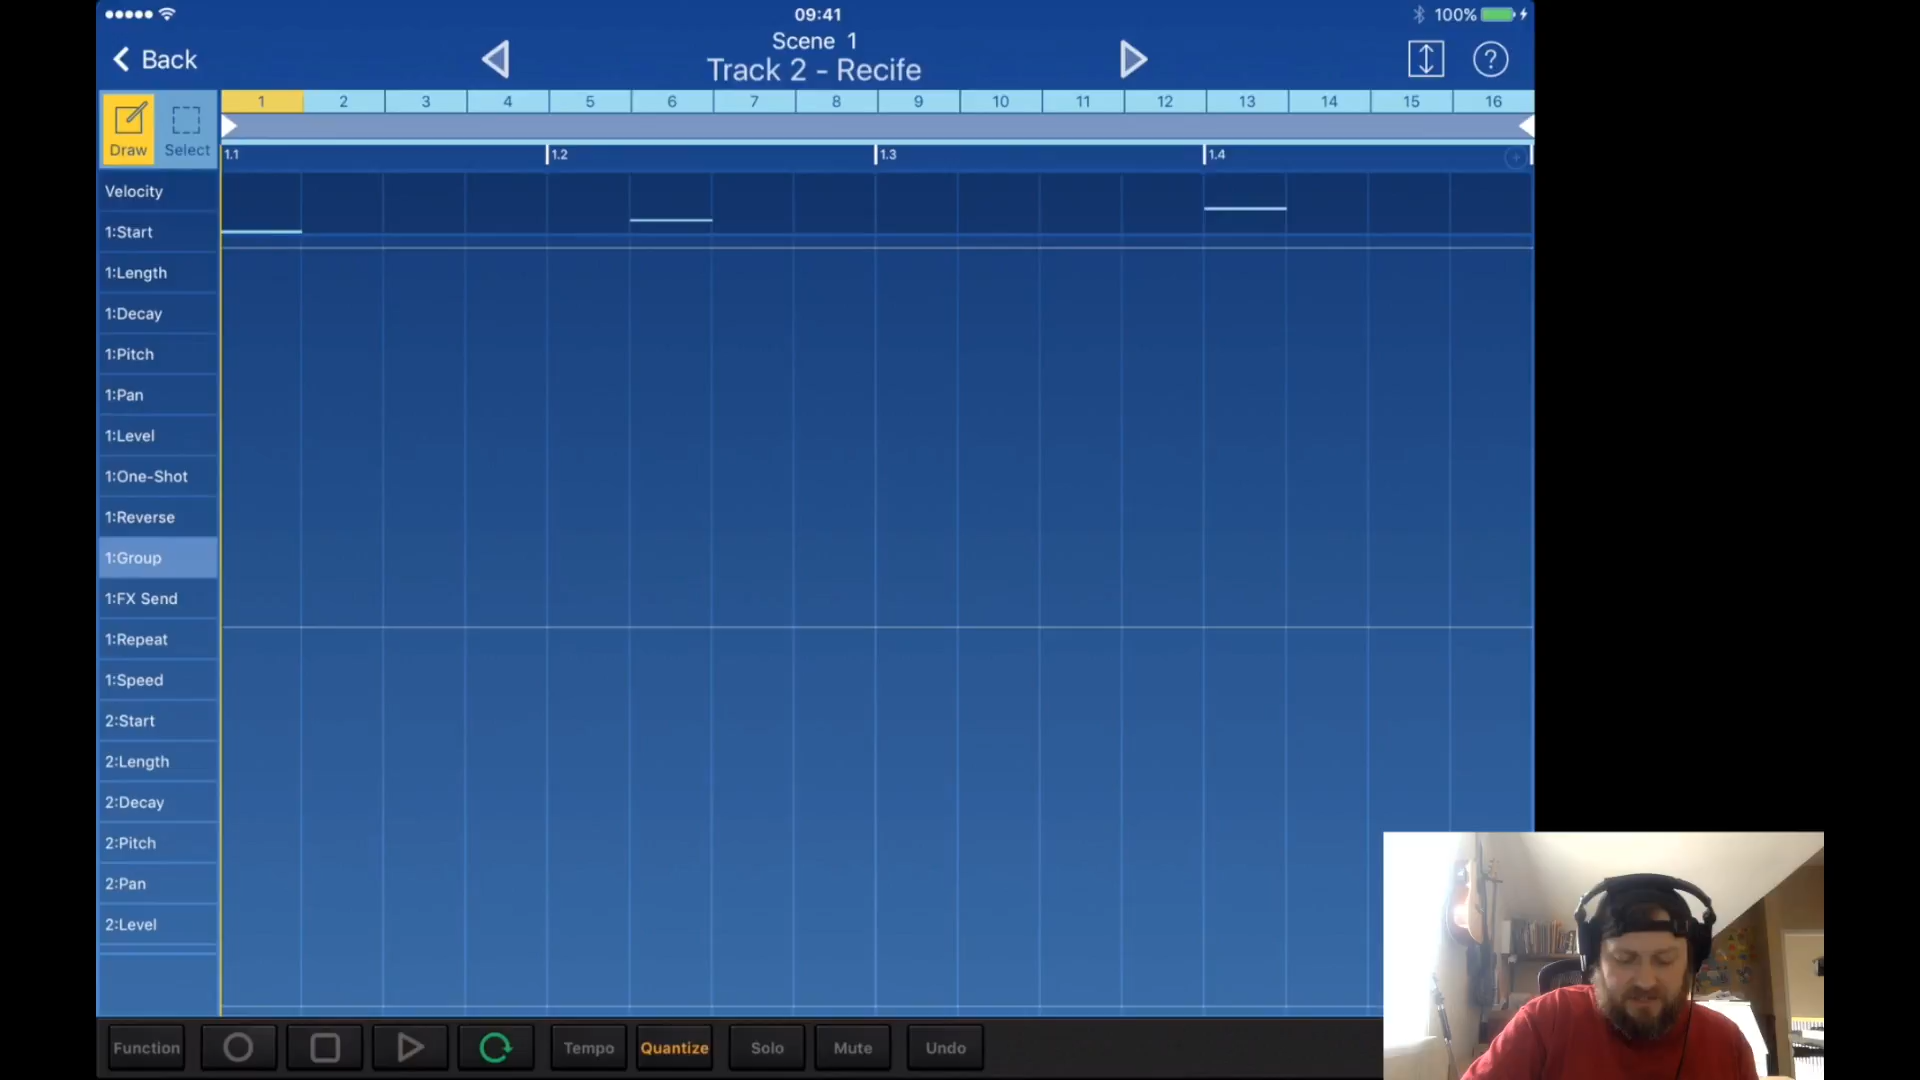 09:41
100%
Back
Scene 1
Track 2 - Recife
Draw
Select
1 2 3 4 5 6 7 8 9 10 11 12 13 14 15 16
1.1 1.2 1.3 1.4
Velocity
1:Start
1:Length
1:Decay
1:Pitch
1:Pan
1:Level
1:One-Shot
1:Reverse
1:Group
1:FX Send
1:Repeat
1:Speed
2:Start
2:Length
2:Decay
2:Pitch
2:Pan
2:Level
Function Tempo Quantize Solo Mute Undo